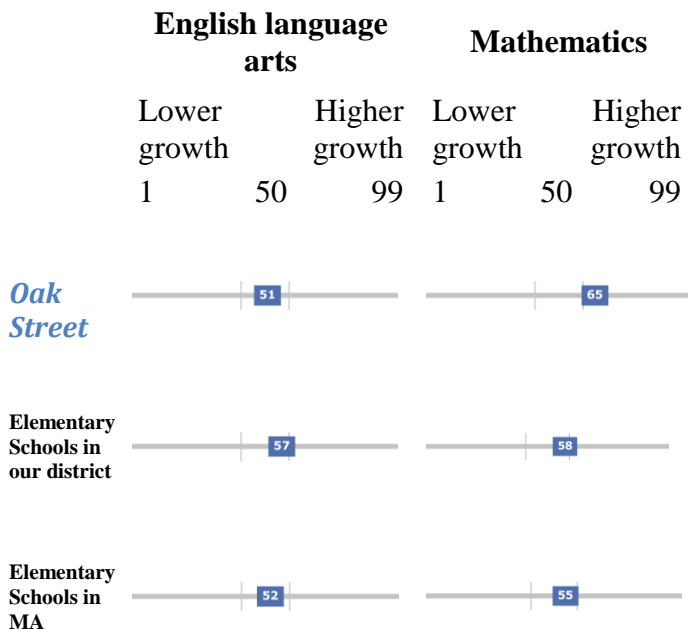 English language
arts
Mathematics
Lower
growth
Higher
growth
Lower
growth
Higher
growth
1 50 99 1 50 99
Oak
Street
51 65
Elementary
Schools in
our district
57 58
Elementary
Schools in
MA
52 55